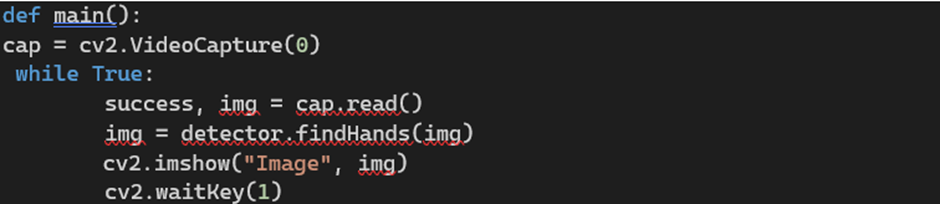 def main():
cap = cv2.VideoCapture(0)
 while True:
        success, img = cap.read()
        img = detector.findHands(img)
        cv2.imshow("Image", img)
        cv2.waitKey(1)